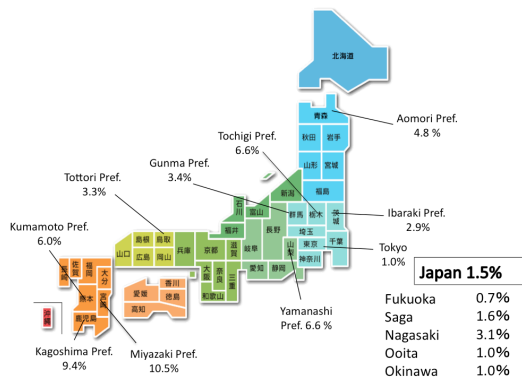 北海道
青森
Aomori Pref.
4.8 %
秋田
岩手
Tochigi Pref.
6.6%
山形
宮城
Gunma Pref.
3.4%
福島
新潟
Tottori Pref.
3.3%
石川
富山
群馬
栃木
茨城
Ibaraki Pref.
2.9%
福井
長野
埼玉
Kumamoto Pref.
6.0%
島根
鳥取
兵庫
京都
滋賀
岐阜
山梨
東京
千葉
Tokyo
1.0%
山口
広島
岡山
大阪
奈良
三重
愛知
静岡
神奈川
和歌山
長崎
佐賀
福岡
大分
熊本
宮崎
鹿児島
沖縄
愛媛
香川
徳島
高知
Yamanashi
Pref. 6.6 %
Kagoshima Pref.
9.4%
Miyazaki Pref.
10.5%
Japan 1.5%
Fukuoka 0.7%
Saga 1.6%
Nagasaki 3.1%
Ooita 1.0%
Okinawa 1.0%